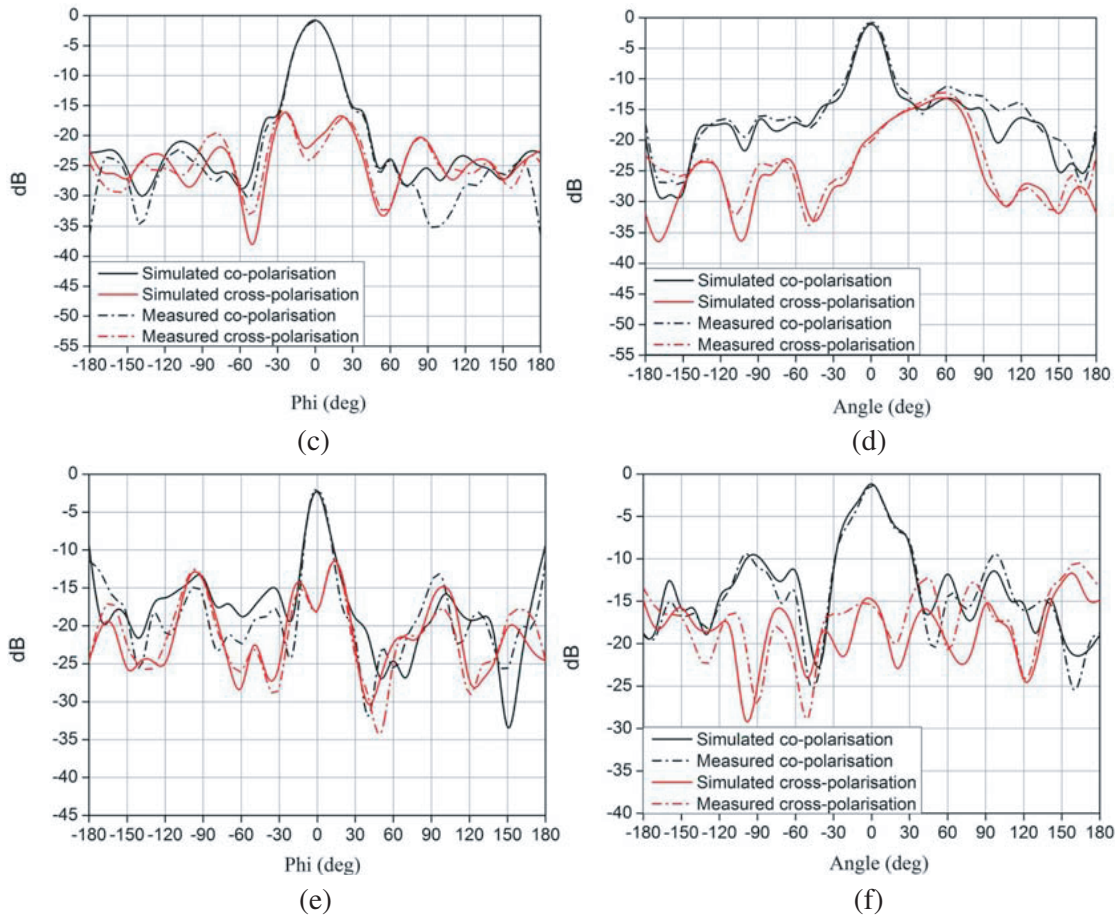 0
-5
-10
-15
-20
-25
-30
-35
-40
-45
-50
-55
dB
Simulated co-polarisation
Simulated cross-polarisation
Measured co-polarisation
Measured cross-polarisation
-180 -150 -120 -90 -60 -30 0 30 60 90 120 150 180
Phi (deg)
(c)
0
-5
-10
-15
-20
-25
-30
-35
-40
-45
-50
-55
dB
Simulated co-polarisation
Simulated cross-polarisation
Measured co-polarisation
Measured cross-polarisation
-180 -150 -120 -90 -60 -30 0 30 60 90 120 150 180
Angle (deg)
(d)
0
-5
-10
-15
-20
-25
-30
-35
-40
-45
dB
-180 -150 -120 -90 -60 -30 0 30 60 90 120 150 180
Phi (deg)
(e)
0
-5
-10
-15
-20
-25
-30
-35
-40
dB
Simulated co-polarisation
Measured co-polarisation
Simulated cross-polarisation
Measured cross-polarisation
-180 -150 -120 -90 -60 -30 0 30 60 90 120 150 180
Angle (deg)
(f)